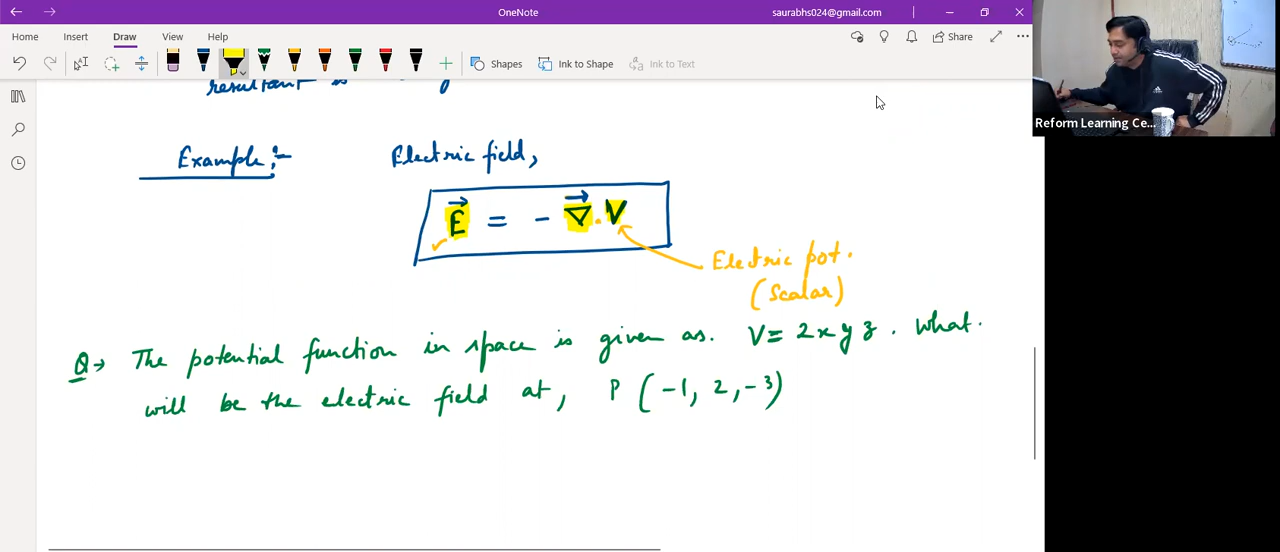 OneNote
saurabhs024@gmail.com
Home Insert Draw View Help
Share
Shapes Ink to Shape Ink to Text
Reform Learning Ce...
resultant is
Example :- Electric field,
E⃗ = - ∇⃗ . V
Electric pot.
(Scalar)
Q→ The potential function in space is given as. V = 2xyz. What
will be the electric field at, P (-1, 2, -3)